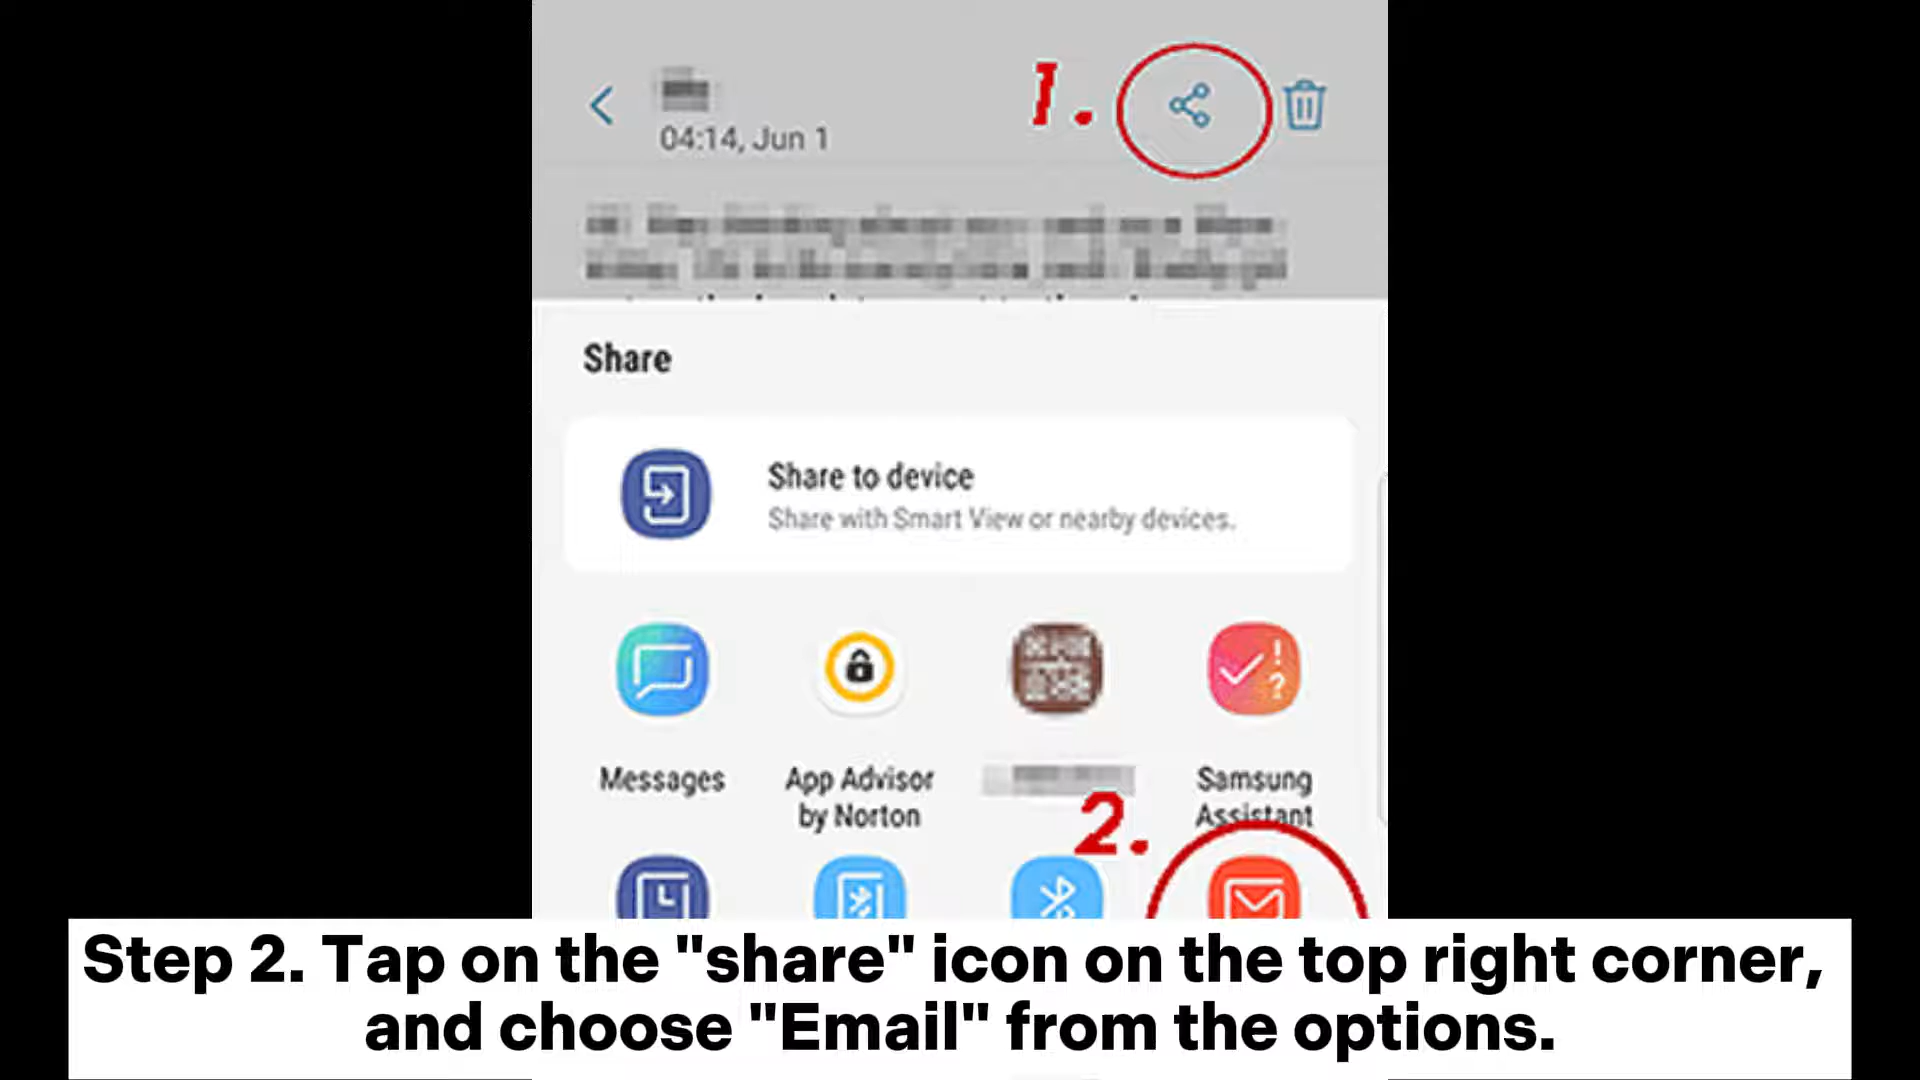 1.
04:14, Jun 1
Share
Share to device
Share with Smart View or nearby devices.
Messages
App Advisor
by Norton
Samsung
Assistant
2.
Step 2. Tap on the "share" icon on the top right corner,
and choose "Email" from the options.